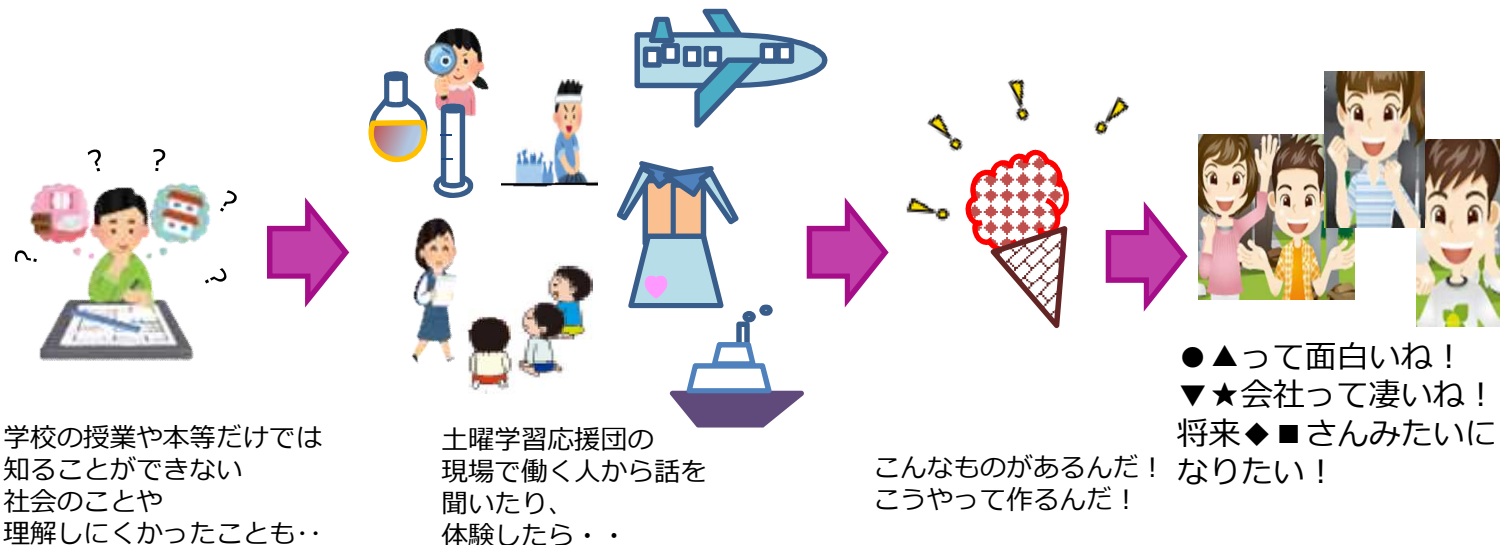 ?
?
?
?
?
学校の授業や本等だけでは
知ることができない
社会のことや
理解しにくかったことも‥
土曜学習応援団の
現場で働く人から話を
聞いたり、
体験したら・・
こんなものがあるんだ！
こうやって作るんだ！
●▲って面白いね！
▼★会社って凄いね！
将来◆■さんみたいに
なりたい！